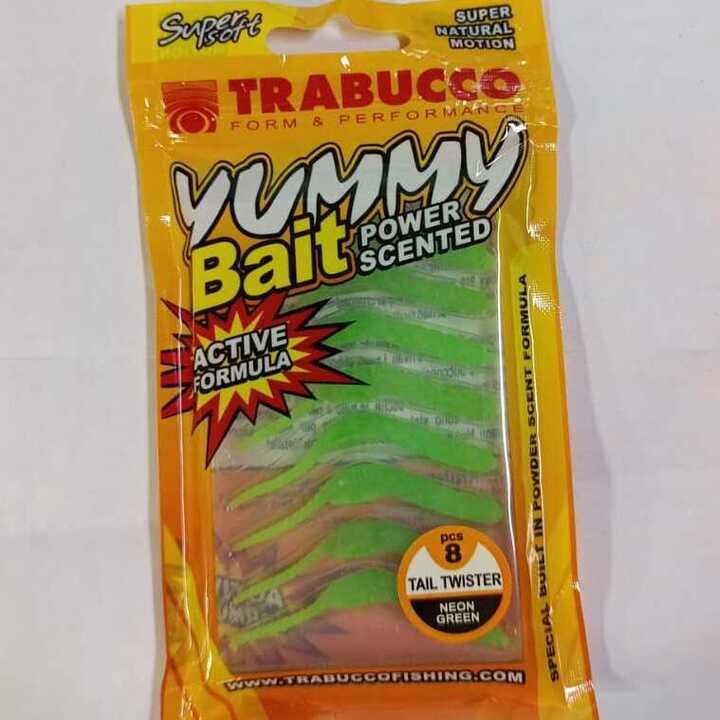 Super
soft
SUPER
NATURAL
MOTION
TRABUCCO
FORM & PERFORMANCE
YUMMY
Bait
POWER
SCENTED
ACTIVE
FORMULA
SPECIAL BUILT IN POWDER SCENT FORMULA
pcs
8
TAIL TWISTER
NEON
GREEN
WWW.TRABUCCOFISHING.COM